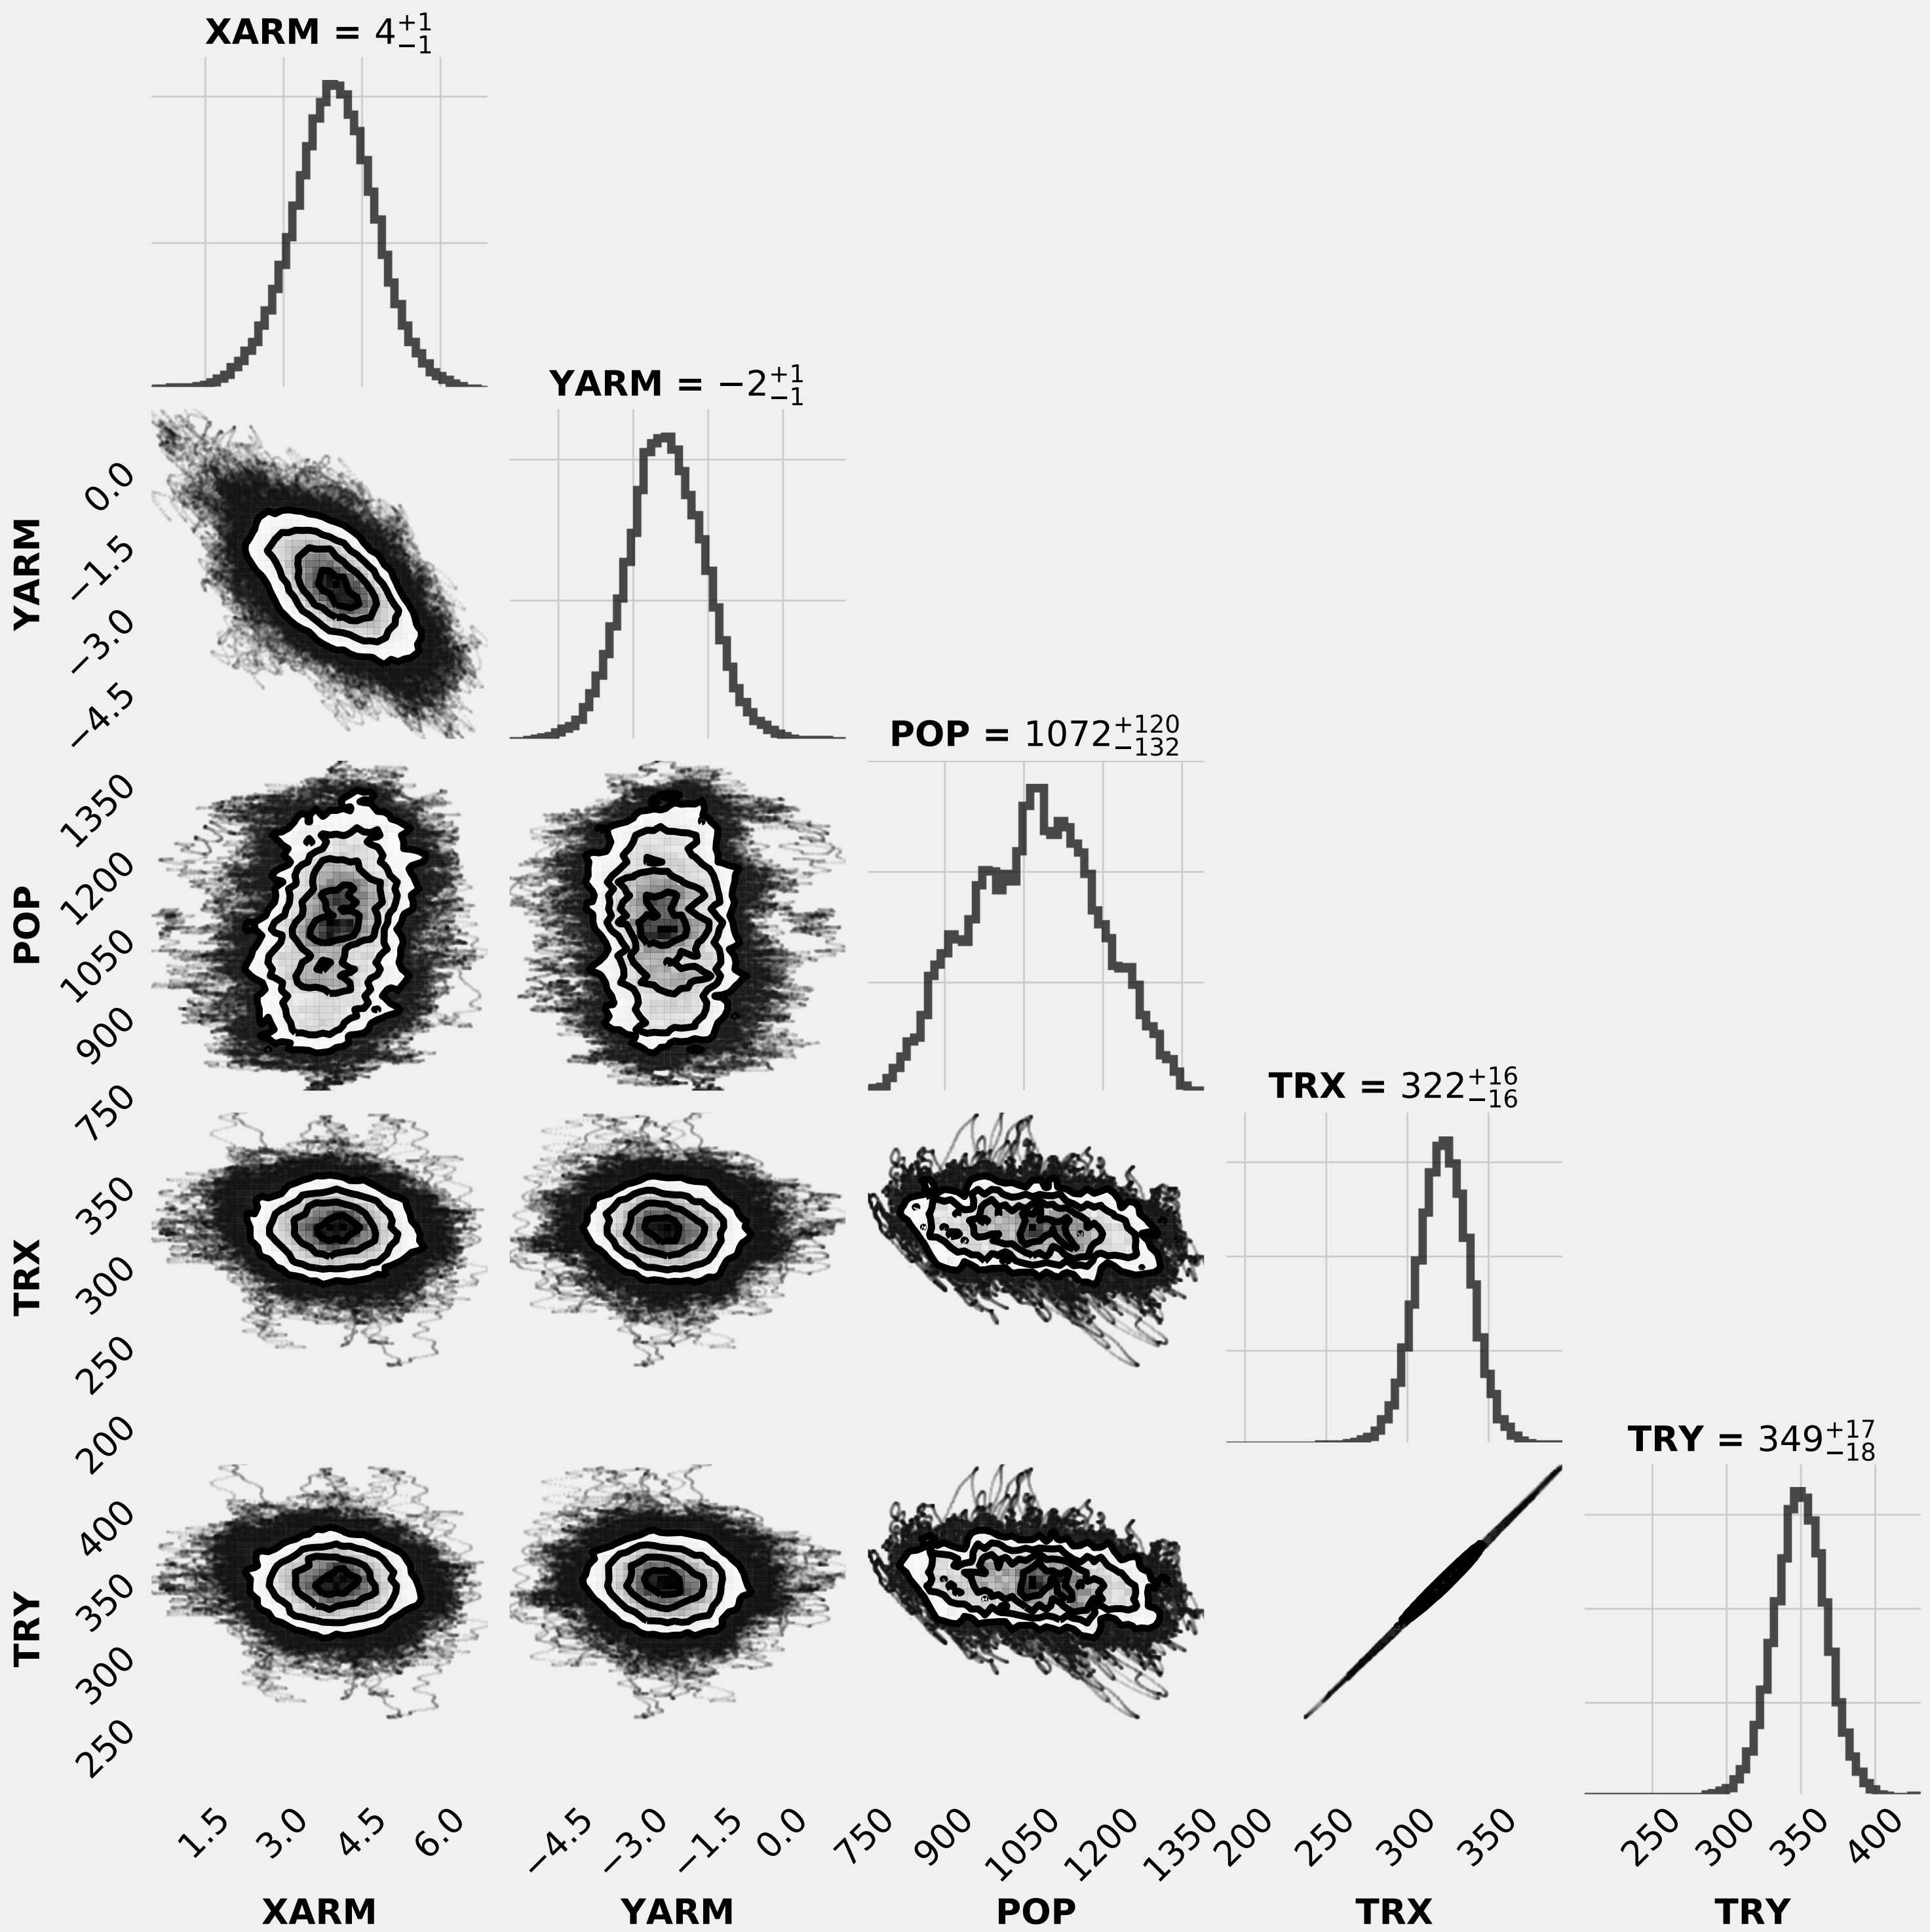 XARM = 4+1−1
YARM = −2+1−1
YARM
0.0
−1.5
−3.0
−4.5
POP = 1072+120−132
POP
1350
1200
1050
900
750
TRX = 322+16−16
TRX
350
300
250
200
TRY = 349+17−18
TRY
400
350
300
250
1.5 3.0 4.5 6.0 −4.5 −3.0 −1.5 0.0 750 900 1050 1200 1350 200 250 300 350 250 300 350 400
XARM YARM POP TRX TRY